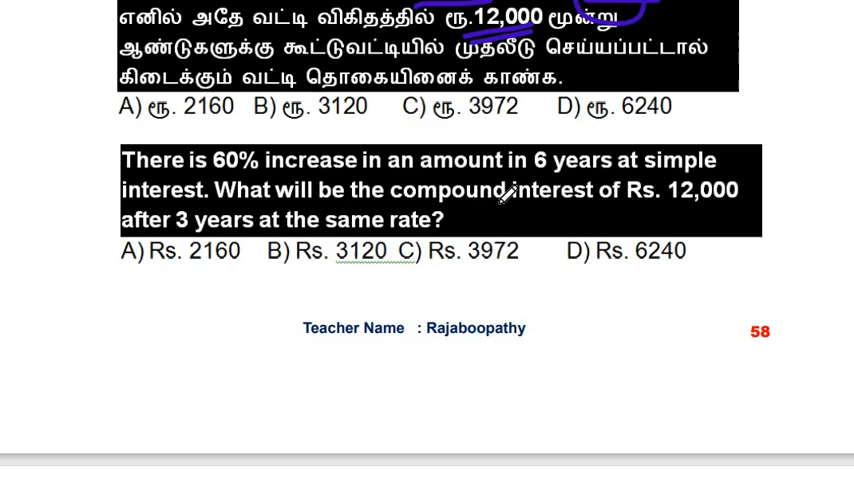 எனில் அதே வட்டி விகிதத்தில் ரூ.12,000 மூன்று
ஆண்டுகளுக்கு கூட்டுவட்டியில் முதலீடு செய்யப்பட்டால்
கிடைக்கும் வட்டி தொகையினைக் காண்க.
A) ரூ. 2160 B) ரூ. 3120 C) ரூ. 3972 D) ரூ. 6240
There is 60% increase in an amount in 6 years at simple
interest. What will be the compound interest of Rs. 12,000
after 3 years at the same rate?
A) Rs. 2160 B) Rs. 3120 C) Rs. 3972 D) Rs. 6240
Teacher Name : Rajaboopathy
58